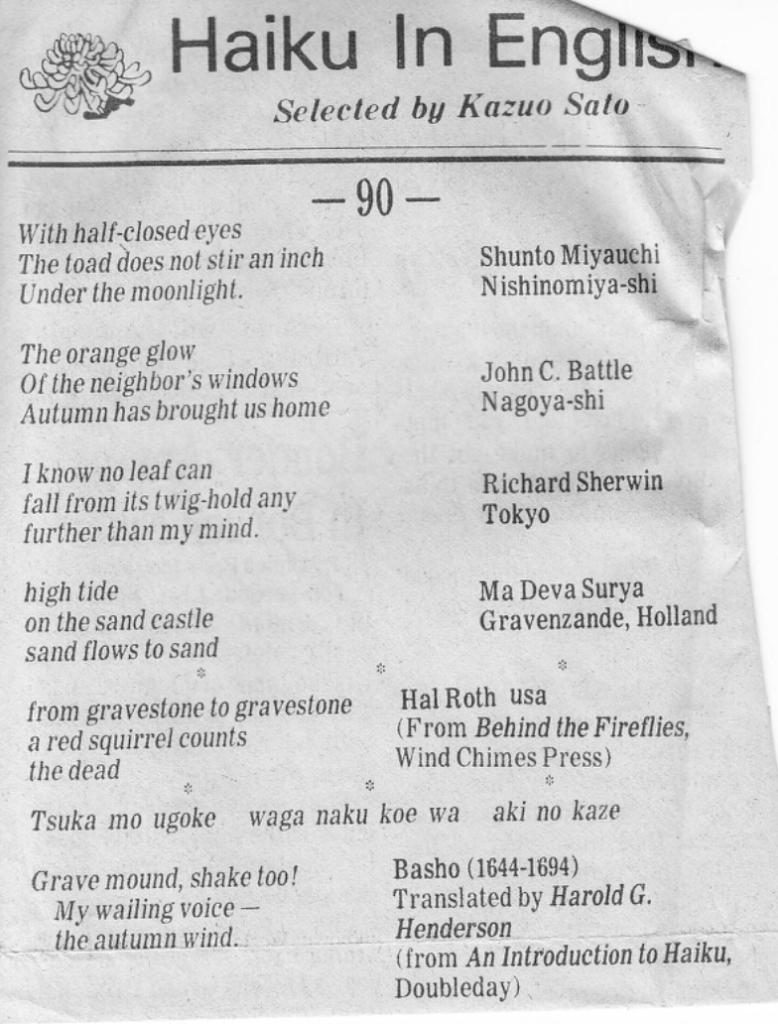 Haiku In English
Selected by Kazuo Sato
— 90 —
With half-closed eyes
The toad does not stir an inch
Under the moonlight.
Shunto Miyauchi
Nishinomiya-shi
The orange glow
Of the neighbor's windows
Autumn has brought us home
John C. Battle
Nagoya-shi
I know no leaf can
fall from its twig-hold any
further than my mind.
Richard Sherwin
Tokyo
high tide
on the sand castle
sand flows to sand
Ma Deva Surya
Gravenzande, Holland
* * *
from gravestone to gravestone
a red squirrel counts
the dead
Hal Roth usa
(From Behind the Fireflies,
Wind Chimes Press)
* * *
Tsuka mo ugoke waga naku koe wa aki no kaze
Grave mound, shake too!
My wailing voice —
the autumn wind.
Basho (1644-1694)
Translated by Harold G.
Henderson
(from An Introduction to Haiku,
Doubleday)